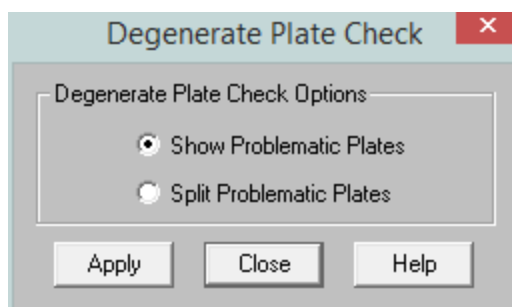 Degenerate Plate Check
Degenerate Plate Check Options
Show Problematic Plates
Split Problematic Plates
Apply Close Help